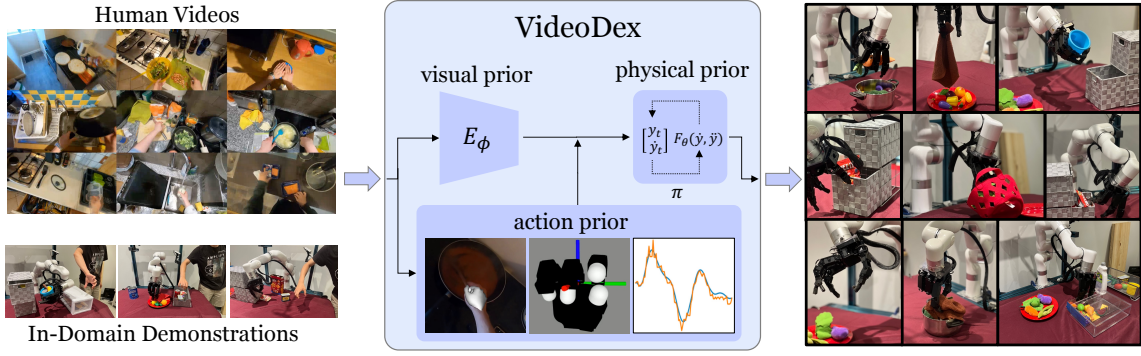 Human Videos
In-Domain Demonstrations
VideoDex
visual prior
physical prior
E_ϕ
[y_t ẏ_t] F_θ(ẏ, ÿ)
π
action prior